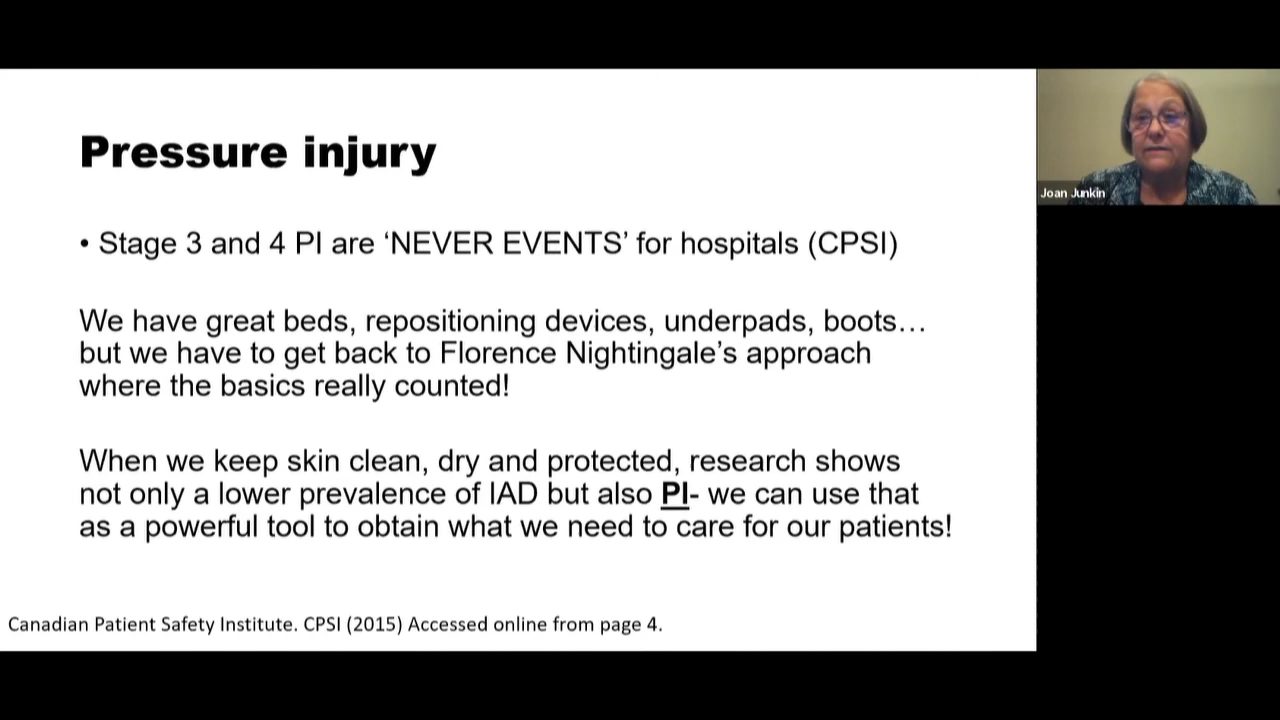 Pressure injury
• Stage 3 and 4 PI are ‘NEVER EVENTS’ for hospitals (CPSI)
We have great beds, repositioning devices, underpads, boots…
but we have to get back to Florence Nightingale’s approach
where the basics really counted!
When we keep skin clean, dry and protected, research shows
not only a lower prevalence of IAD but also PI- we can use that
as a powerful tool to obtain what we need to care for our patients!
Canadian Patient Safety Institute. CPSI (2015) Accessed online from page 4.
Joan Junkin